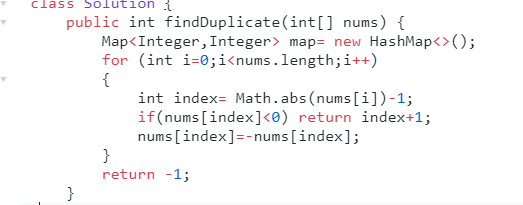 class Solution {
public int findDuplicate(int[] nums) {
Map<Integer,Integer> map= new HashMap<>();
for (int i=0;i<nums.length;i++)
{
int index= Math.abs(nums[i])-1;
if(nums[index]<0) return index+1;
nums[index]=-nums[index];
}
return -1;
}